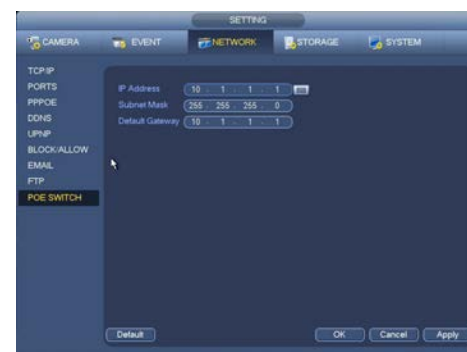 SETTING
CAMERA EVENT NETWORK STORAGE SYSTEM
TCP/IP
PORTS
PPPOE
DDNS
UPNP
BLOCK/ALLOW
EMAIL
FTP
POE SWITCH
IP Address 10 . 1 . 1 . 1
Subnet Mask 255 . 255 . 255 . 0
Default Gateway 10 . 1 . 1 . 1
Default OK Cancel Apply